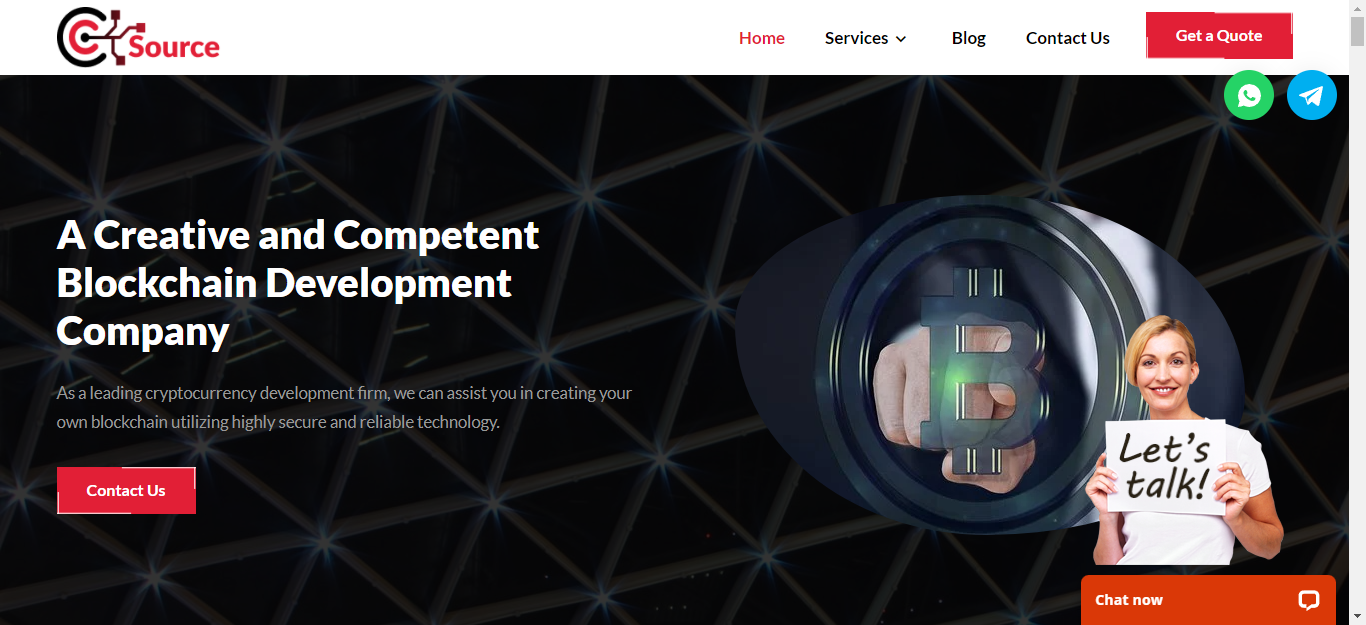 Source
Home
Services
Blog
Contact Us
Get a Quote
A Creative and Competent
Blockchain Development
Company
As a leading cryptocurrency development firm, we can assist you in creating your
own blockchain utilizing highly secure and reliable technology.
Contact Us
Let's
talk!
Chat now